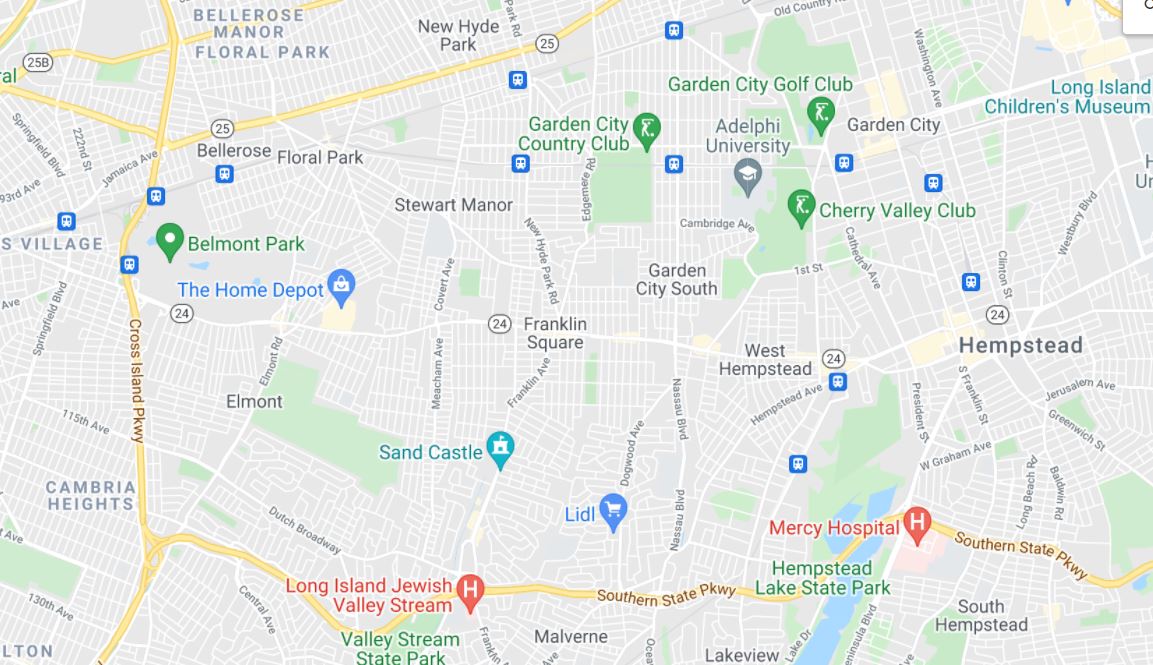 BELLEROSE
MANOR
FLORAL PARK
New Hyde
Park
Park Rd
Old Country
25
25B
ral
Garden City Golf Club
Washington Ave
Long Island
Children's Museum
Garden City
Country Club
Adelphi
University
Garden City
Springfield Blvd
222nd St
Jamaica Ave
25
Bellerose
Floral Park
93rd Ave
Edgemere Rd
Stewart Manor
Cambridge Ave
Cherry Valley Club
Westbury Blvd
S VILLAGE
Belmont Park
New Hyde Park Rd
Cathedral Ave
Clinton St
1st St
Garden
City South
Covert Ave
The Home Depot
Ave
Springfield Blvd
24
24
24
Franklin
Square
Cross Island Pkwy
Elmont Rd
Meacham Ave
Franklin Ave
West
Hempstead
24
Hempstead
Hempstead Ave
Nassau Blvd
President St
S Franklin St
Jerusalem Ave
Greenwich St
Elmont
115th Ave
Sand Castle
Dogwood Ave
W Graham Ave
Long Beach Rd
Baldwin Rd
CAMBRIA
HEIGHTS
Dutch Broadway
Lidl
Nassau Blvd
Mercy Hospital
Southern State Pkwy
t Ave
Hempstead
Lake State Park
Long Island Jewish
Valley Stream
Southern State Pkwy
130th Ave
Central Ave
South
Hempstead
Valley Stream
State Park
Franklin Ave
Malverne
Lakeview
Lake Dr
eninsula Blvd
LTON